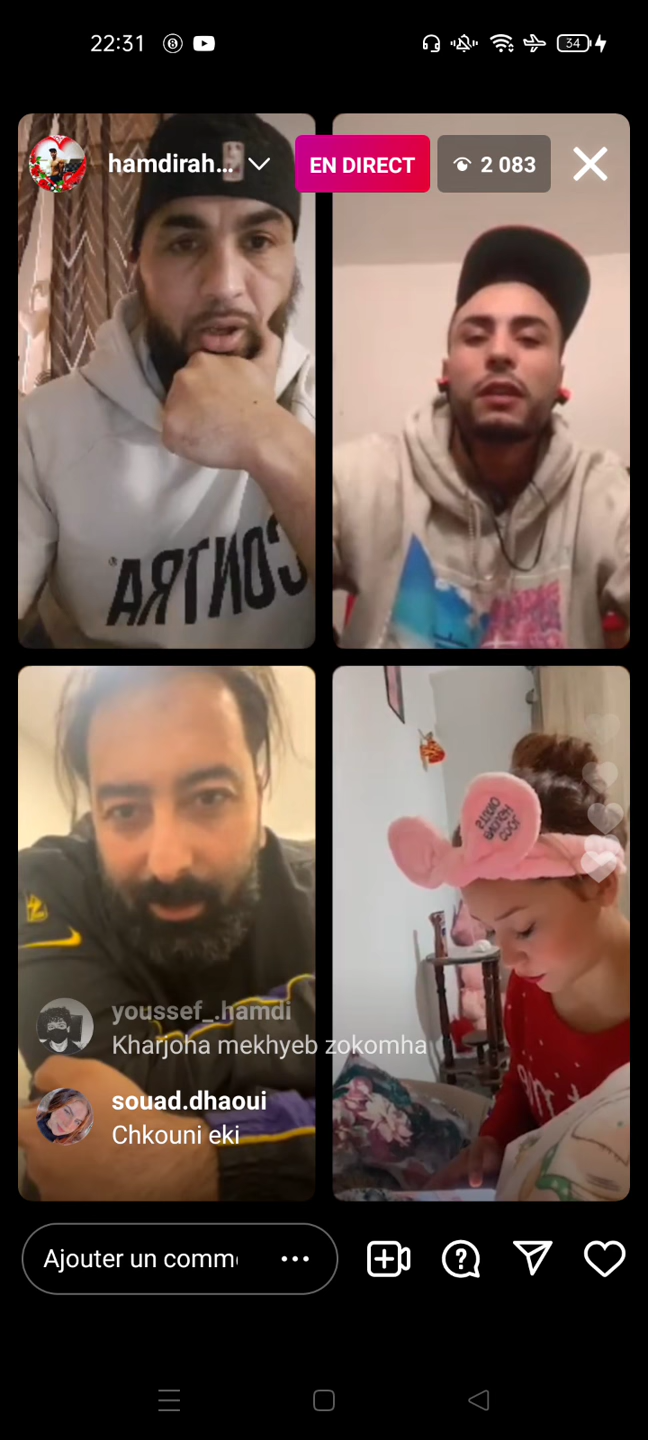 22:31
34
hamdirah...
EN DIRECT
2 083
CONTRA
youssef_.hamdi
Kharjoha mekhyeb zokomha
souad.dhaoui
Chkouni eki
Ajouter un comm